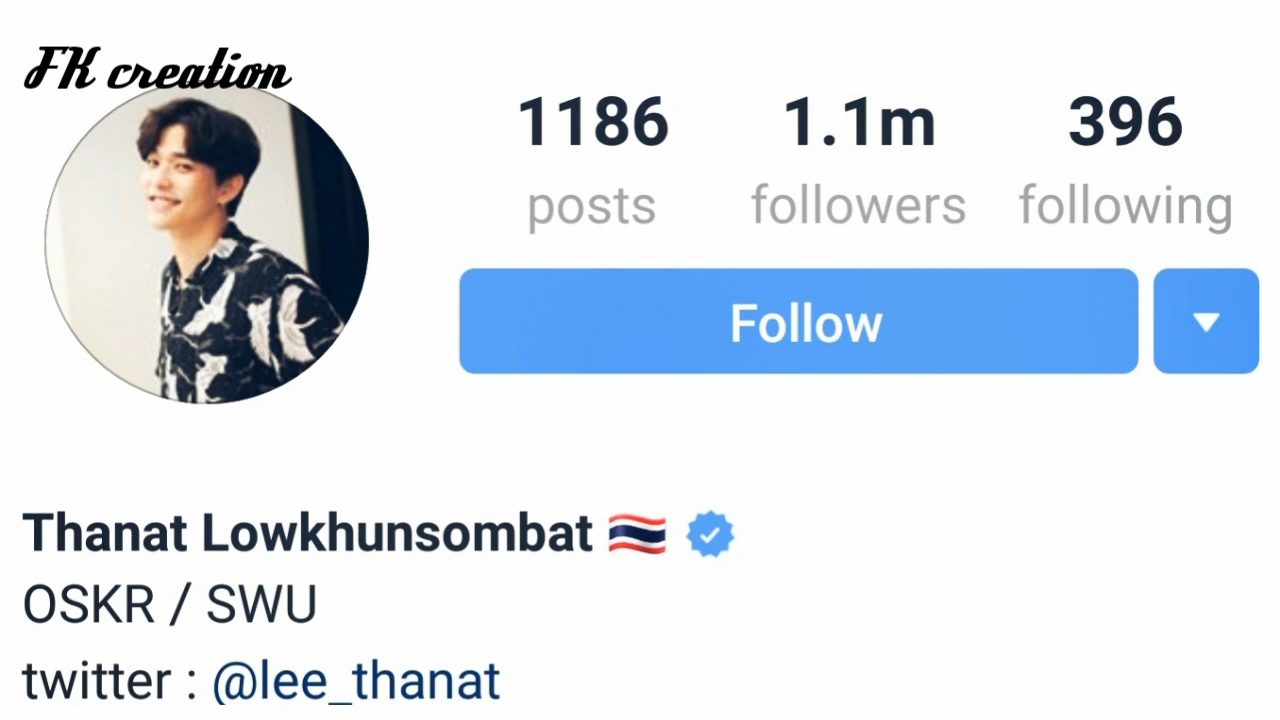 FK creation
1186 1.1m 396
posts followers following
Follow
Thanat Lowkhunsombat
OSKR / SWU
twitter : @lee_thanat